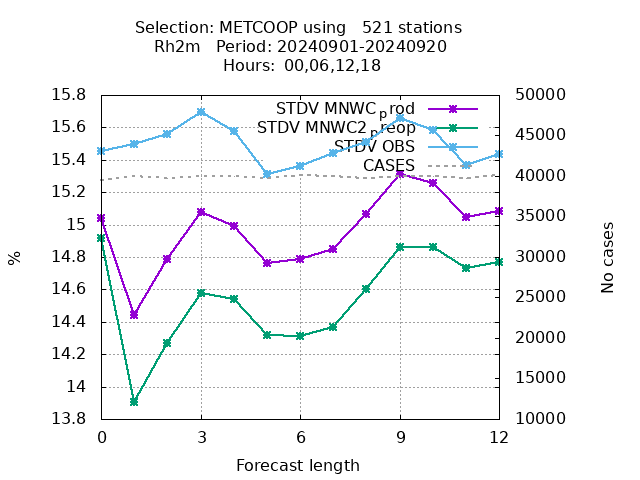 Selection: METCOOP using   521 stations
Rh2m   Period: 20240901-20240920
Hours: 00,06,12,18
STDV MNWC_prod
STDV MNWC2_preop
STDV OBS
CASES
15.8
15.6
15.4
15.2
15
14.8
14.6
14.4
14.2
14
13.8
%
50000
45000
40000
35000
30000
25000
20000
15000
10000
No cases
0 3 6 9 12
Forecast length